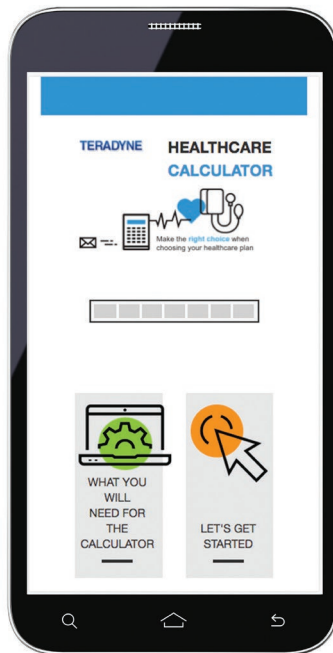 TERADYNE
HEALTHCARE
CALCULATOR
Make the right choice when
choosing your healthcare plan
WHAT YOU
WILL
NEED FOR
THE
CALCULATOR
LET'S GET
STARTED